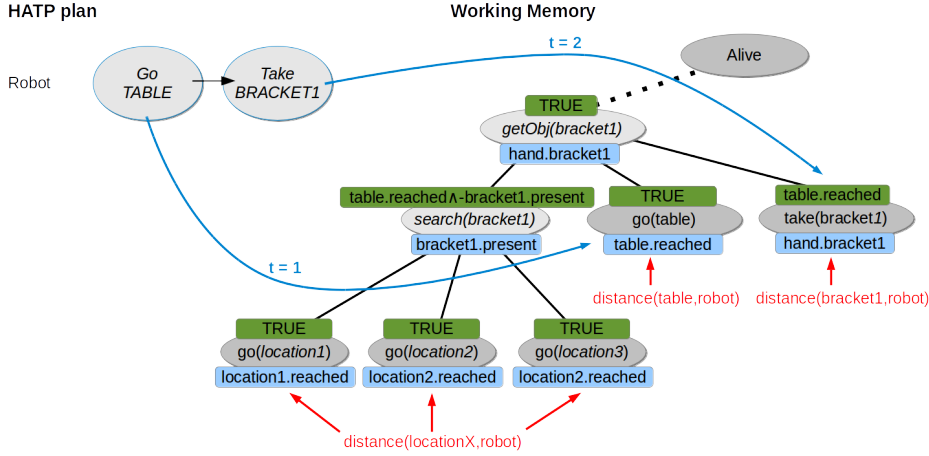 HATP plan
Working Memory
t = 2
Alive
Robot
Go
TABLE
Take
BRACKET1
TRUE
getObj(bracket1)
hand.bracket1
table.reached∧-bracket1.present
search(bracket1)
bracket1.present
TRUE
go(table)
table.reached
table.reached
take(bracket1)
hand.bracket1
t = 1
distance(table,robot)
distance(bracket1,robot)
TRUE
go(location1)
location1.reached
TRUE
go(location2)
location2.reached
TRUE
go(location3)
location2.reached
distance(locationX,robot)